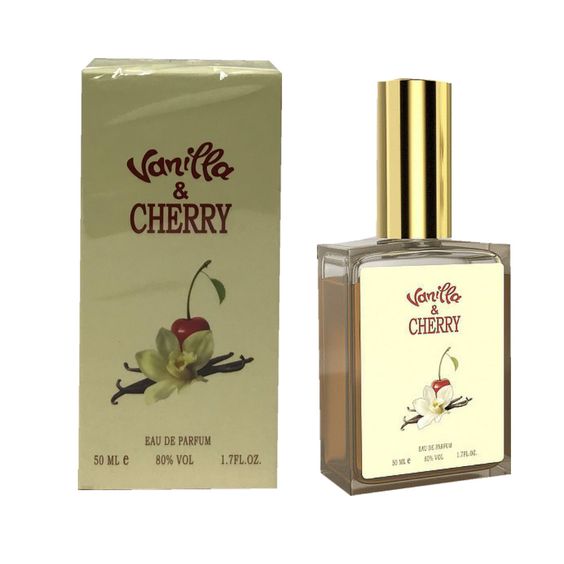 Vanilla
&
CHERRY
EAU DE PARFUM
50 ML e 80% VOL 1.7FL.OZ.
Vanilla
&
CHERRY
EAU DE PARFUM
50 ML e 80% VOL 1.7FL.OZ.